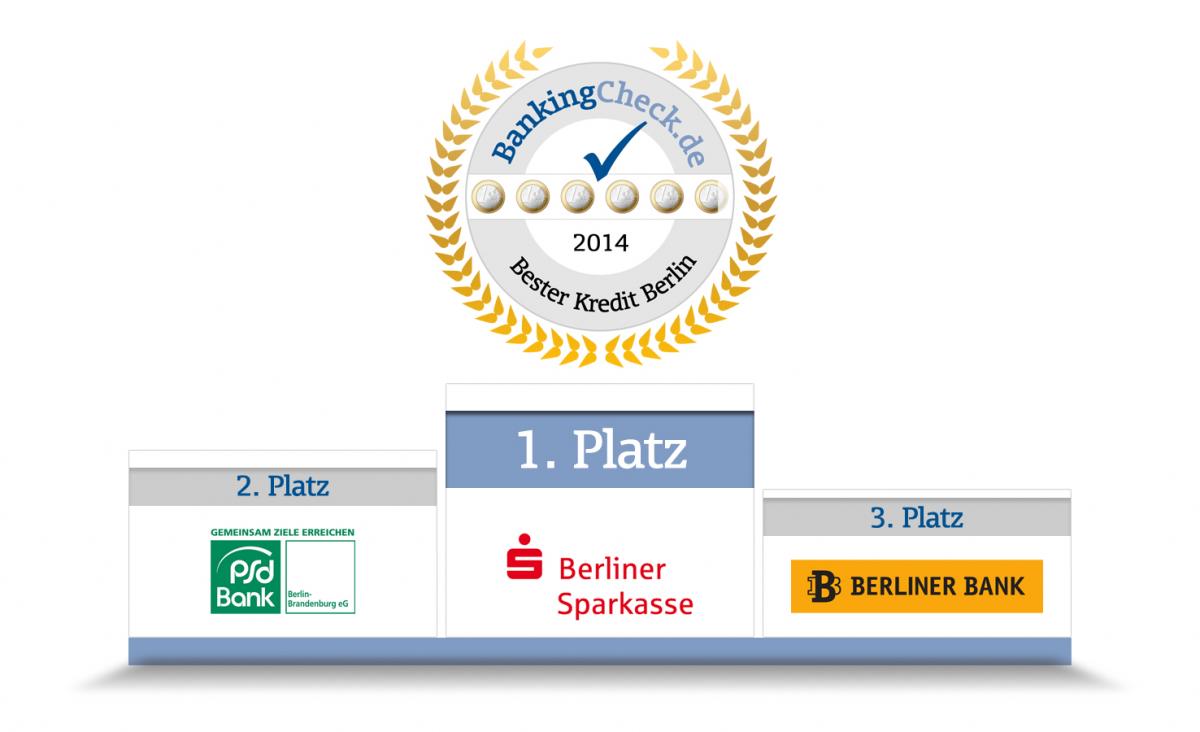 BankingCheck.de
2014
Bester Kredit Berlin
1. Platz
Berliner
Sparkasse
2. Platz
GEMEINSAM ZIELE ERREICHEN
PSd
Bank
Berlin-
Brandenburg eG
3. Platz
B BERLINER BANK